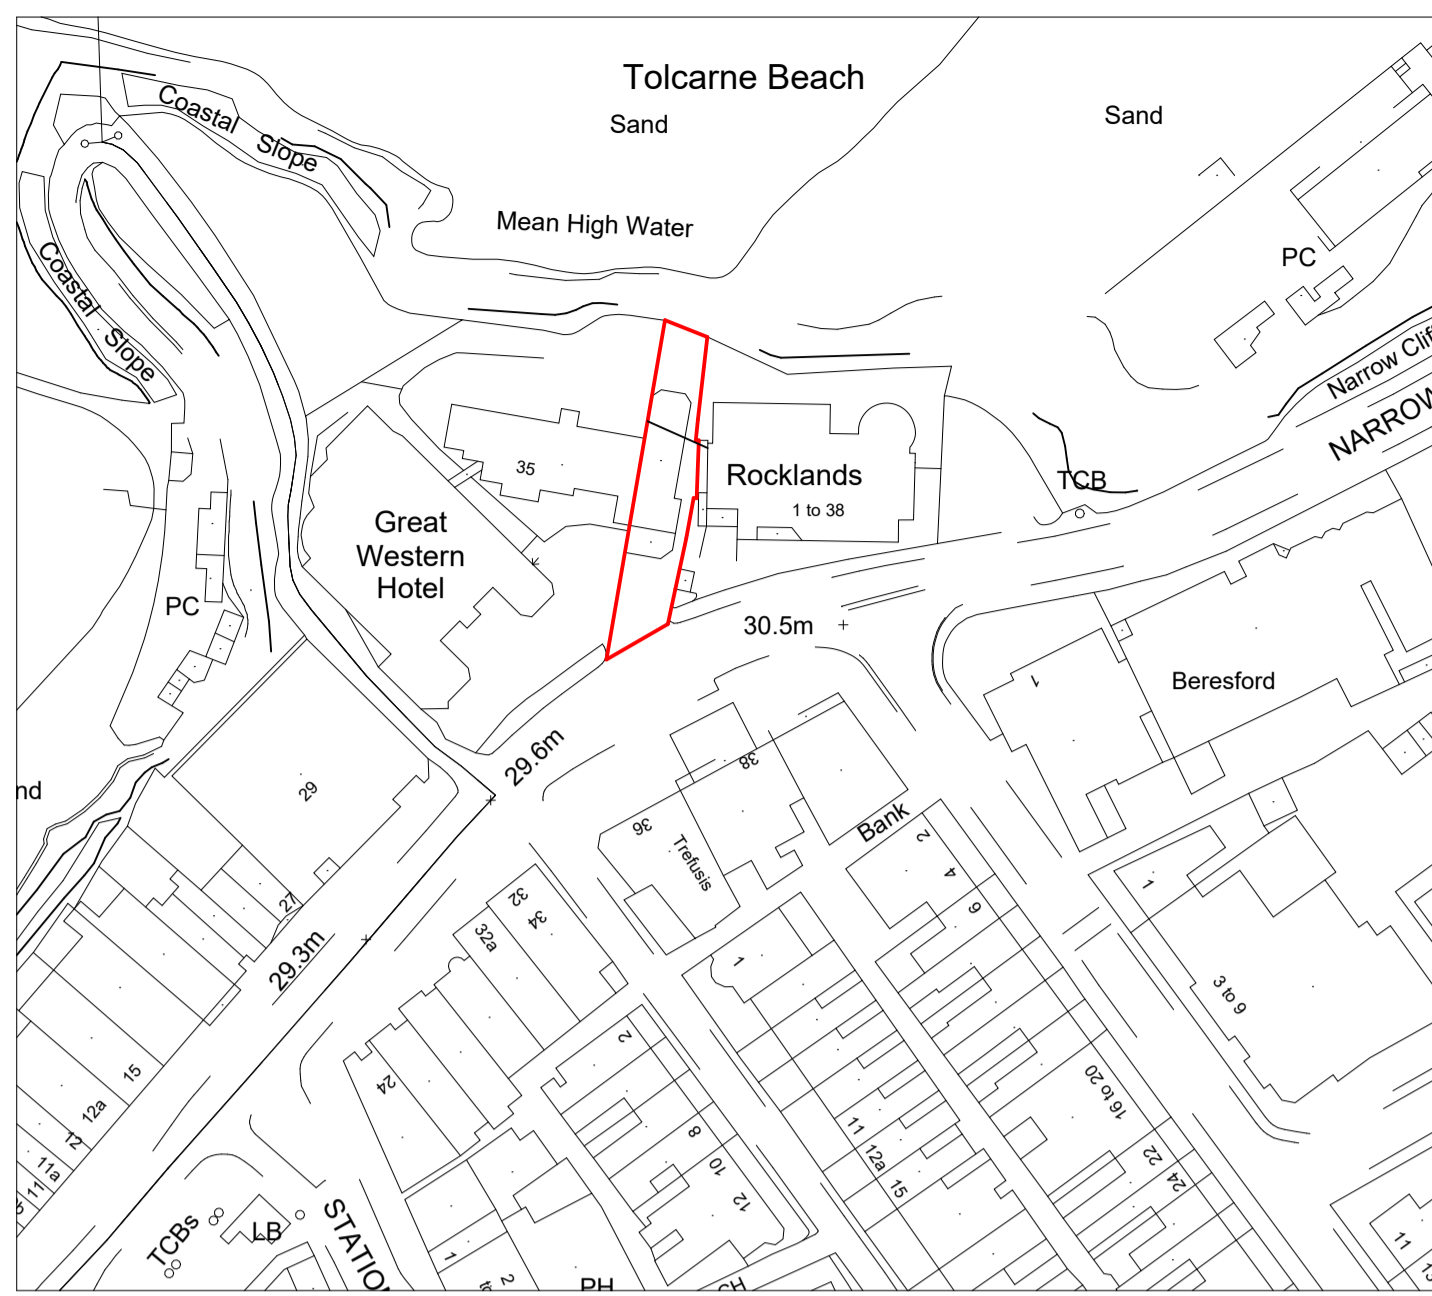 Tolcarne Beach
Sand
Sand
Coastal Slope
Mean High Water
PC
Coastal Slope
Narrow Clif
NARROW
35
Rocklands
1 to 38
TCB
Great
Western
Hotel
PC
30.5m
1
Beresford
29.6m
38
29
nd
36
Trefusis
Bank
2
4
6
1
27
32
34
32a
29.3m
1
3 to 9
2
24
15
12a
12
11a
11
8
10
12
11
12a
15
16 to 20
22
24
TCBs
LB
STATIO
1
2
PH
11